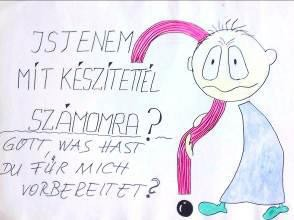 ISTENEM
MIT KÉSZÍTETTÉL
SZÁMOMRA?
GOTT, WAS HAST
DU FÜR MICH
VORBEREITET?